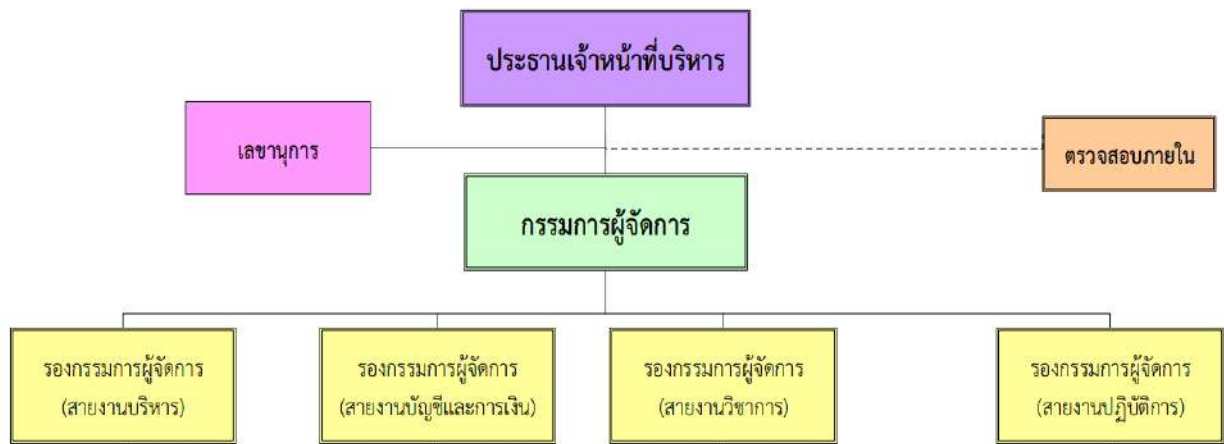 ประธานเจ้าหน้าที่บริหาร
เลขานุการ
ตรวจสอบภายใน
กรรมการผู้จัดการ
รองกรรมการผู้จัดการ
(สายงานบริหาร)
รองกรรมการผู้จัดการ
(สายงานบัญชีและการเงิน)
รองกรรมการผู้จัดการ
(สายงานวิชาการ)
รองกรรมการผู้จัดการ
(สายงานปฏิบัติการ)